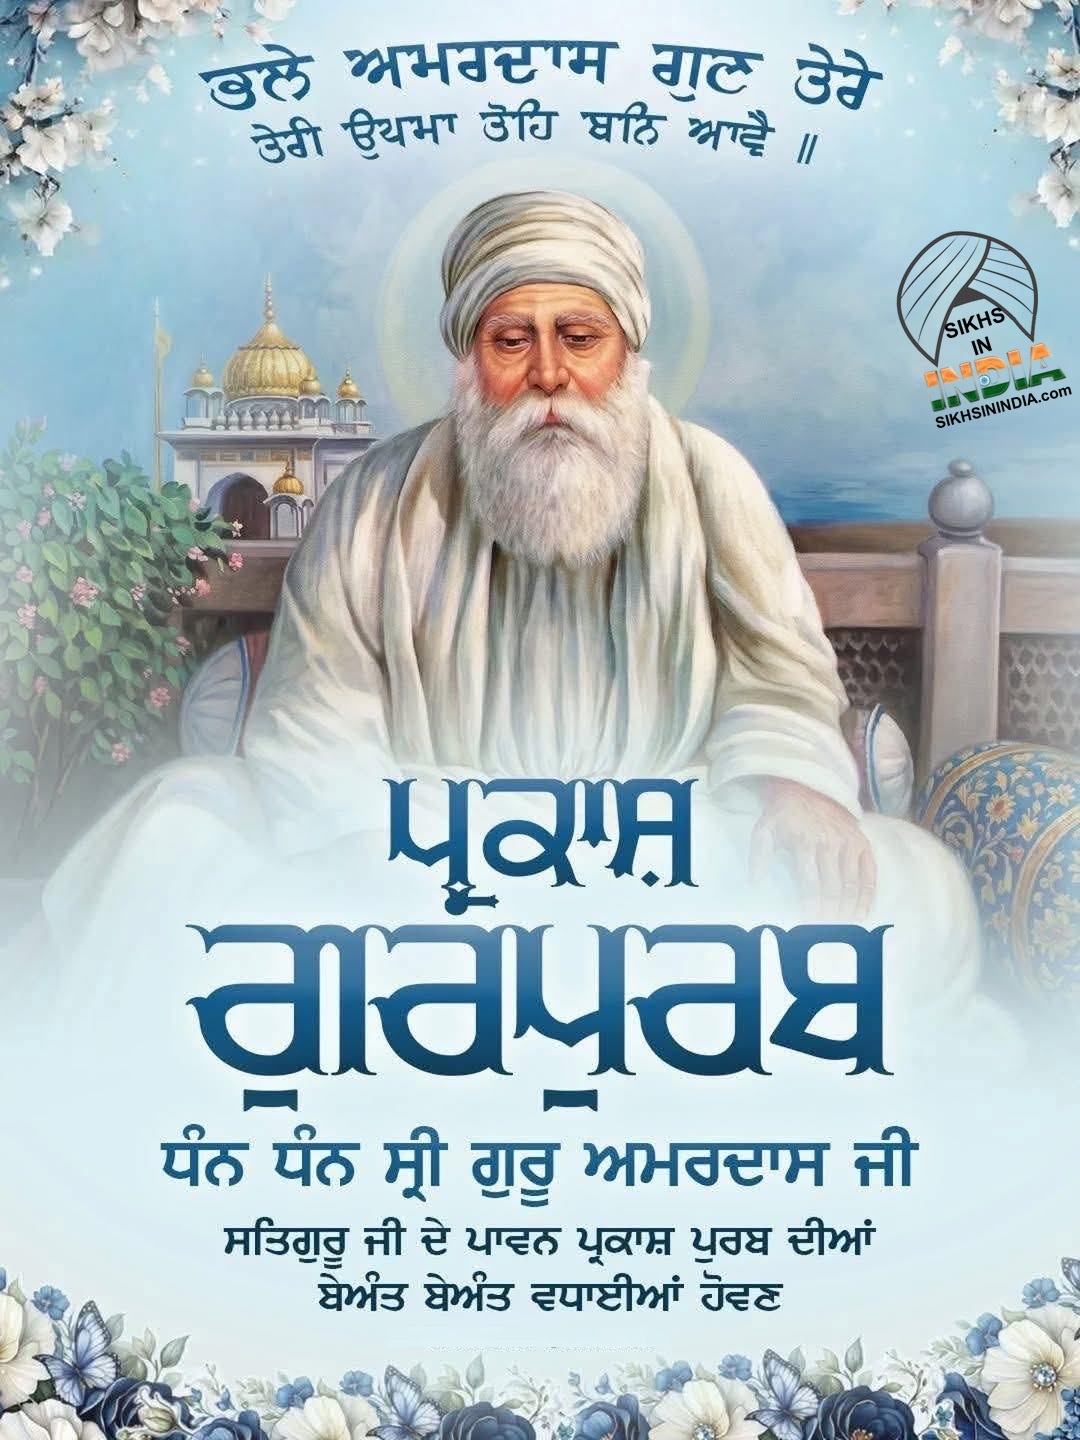 ਭਲੇ ਅਮਰਦਾਸ ਗੁਣ ਤੇਰੇ
ਤੇਰੀ ਉਪਮਾ ਤੋਹਿ ਬਨਿ ਆਵੈ ॥
SIKHS
IN
INDIA
SIKHSININDIA.com
ਪ੍ਰਕਾਸ਼
ਗੁਰਪੁਰਬ
ਧੰਨ ਧੰਨ ਸ੍ਰੀ ਗੁਰੂ ਅਮਰਦਾਸ ਜੀ
ਸਤਿਗੁਰੂ ਜੀ ਦੇ ਪਾਵਨ ਪ੍ਰਕਾਸ਼ ਪੁਰਬ ਦੀਆਂ
ਬੇਅੰਤ ਬੇਅੰਤ ਵਧਾਈਆਂ ਹੋਵਣ